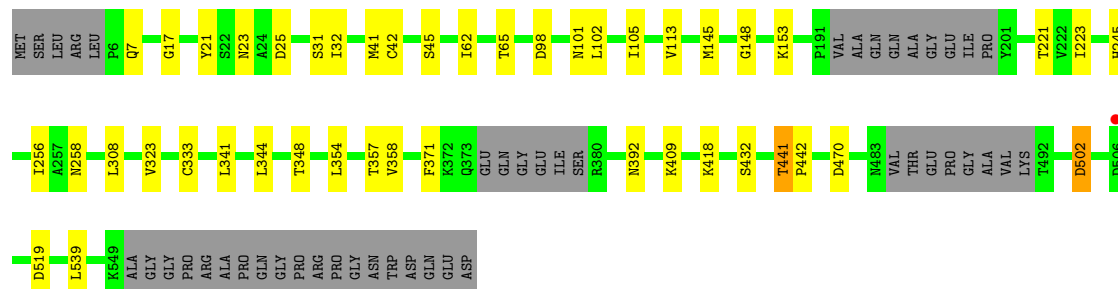 MET SER LEU ARG LEU P6 Q7 G17 Y21 S22 N23 A24 D25 S31 I32 M41 C42 S45 I62 T65 D98 N101 L102 I105 V113 M145 G148 K153 P191 VAL ALA GLN GLN ALA GLY GLU ILE PRO Y201 T221 V222 I223
I256 A257 N258 L308 V323 C333 L341 L344 T348 L354 T357 V358 F371 K372 Q373 GLU GLN GLY GLU ILE SER R380 N392 K409 K418 S432 T441 P442 D470 N483 VAL THR GLU PRO GLY ALA VAL LYS T492 D502 D506
D519 L539 K549 ALA GLY GLY PRO ARG ALA PRO GLN GLY PRO ARG PRO GLY ASN TRP ASP ASP GLN GLU ASP